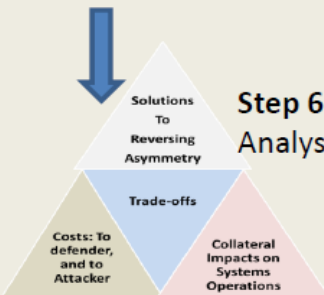 Solutions
To
Reversing
Asymmetry
Step 6
Analys
Trade-offs
Costs: To
defender,
and to
Attacker
Collateral
Impacts on
Systems
Operations